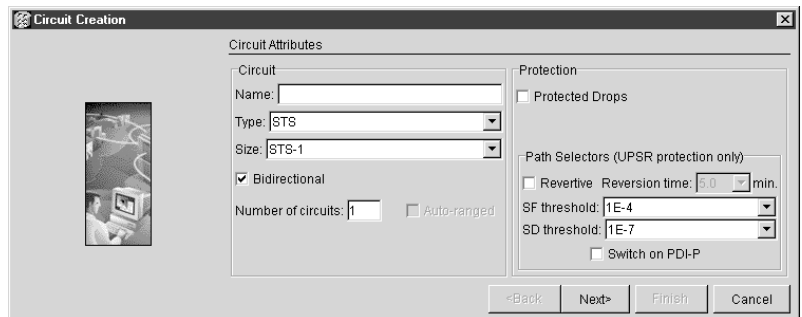 Circuit Creation
Circuit Attributes
Circuit
Name:
Type: STS
Size: STS-1
Bidirectional
Number of circuits: 1
Auto-ranged
Protection
Protected Drops
Path Selectors (UPSR protection only)
Revertive Reversion time: 5.0 min.
SF threshold: 1E-4
SD threshold: 1E-7
Switch on PDI-P
<Back
Next>
Finish
Cancel